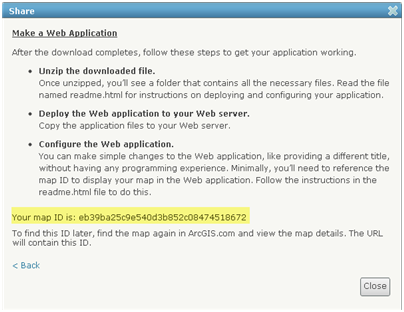 Share
Make a Web Application
After the download completes, follow these steps to get your application working.
• Unzip the downloaded file.
Once unzipped, you'll see a folder that contains all the necessary files. Read the file
named readme.html for instructions on deploying and configuring your application.
• Deploy the Web application to your Web server.
Copy the application files to your Web server.
• Configure the Web application.
You can make simple changes to the Web application, like providing a different title,
without having any programming experience. Minimally, you'll need to reference the
map ID to display your map in the Web application. Follow the instructions in the
readme.html file to do this.
Your map ID is: eb39ba25c9e540d3b852c08474518672
To find this ID later, find the map again in ArcGIS.com and view the map details. The URL
will contain this ID.
< Back
Close